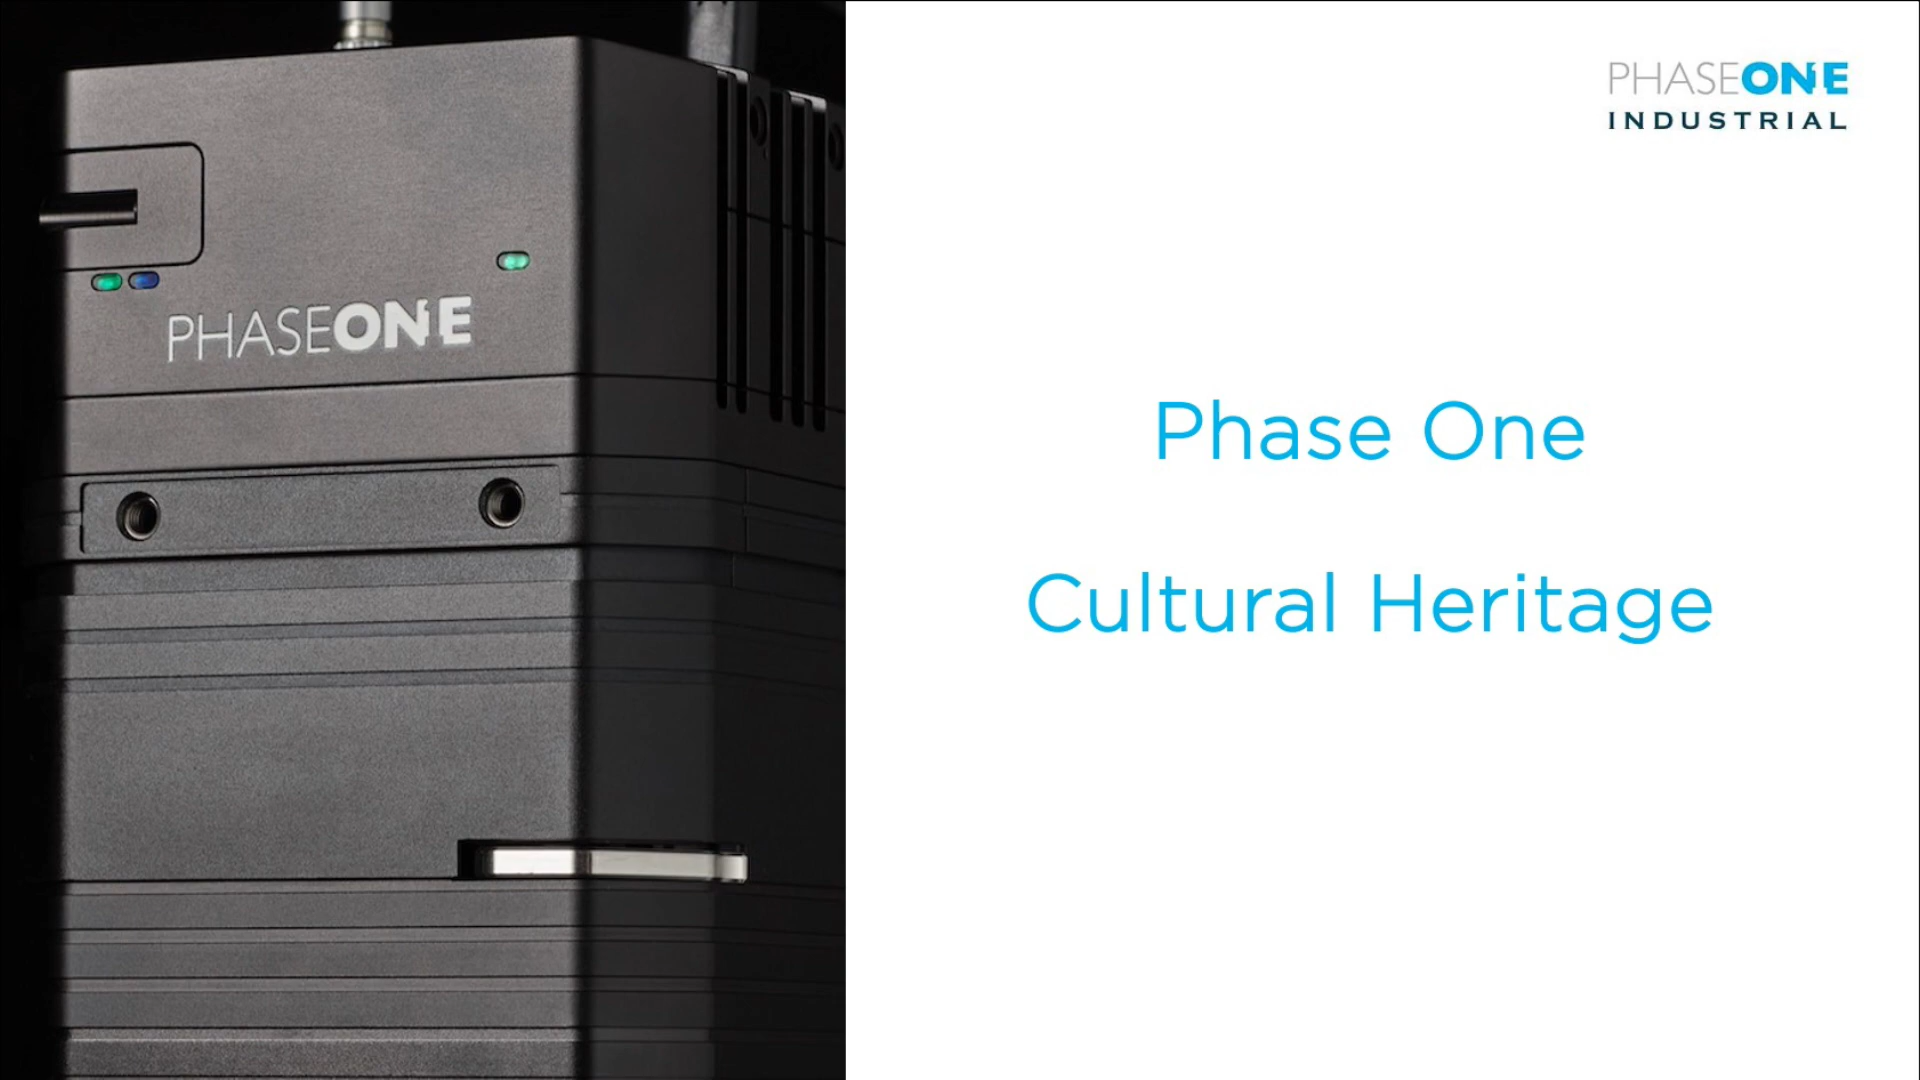 PHASEONE
PHASEONE
INDUSTRIAL
Phase One
Cultural Heritage